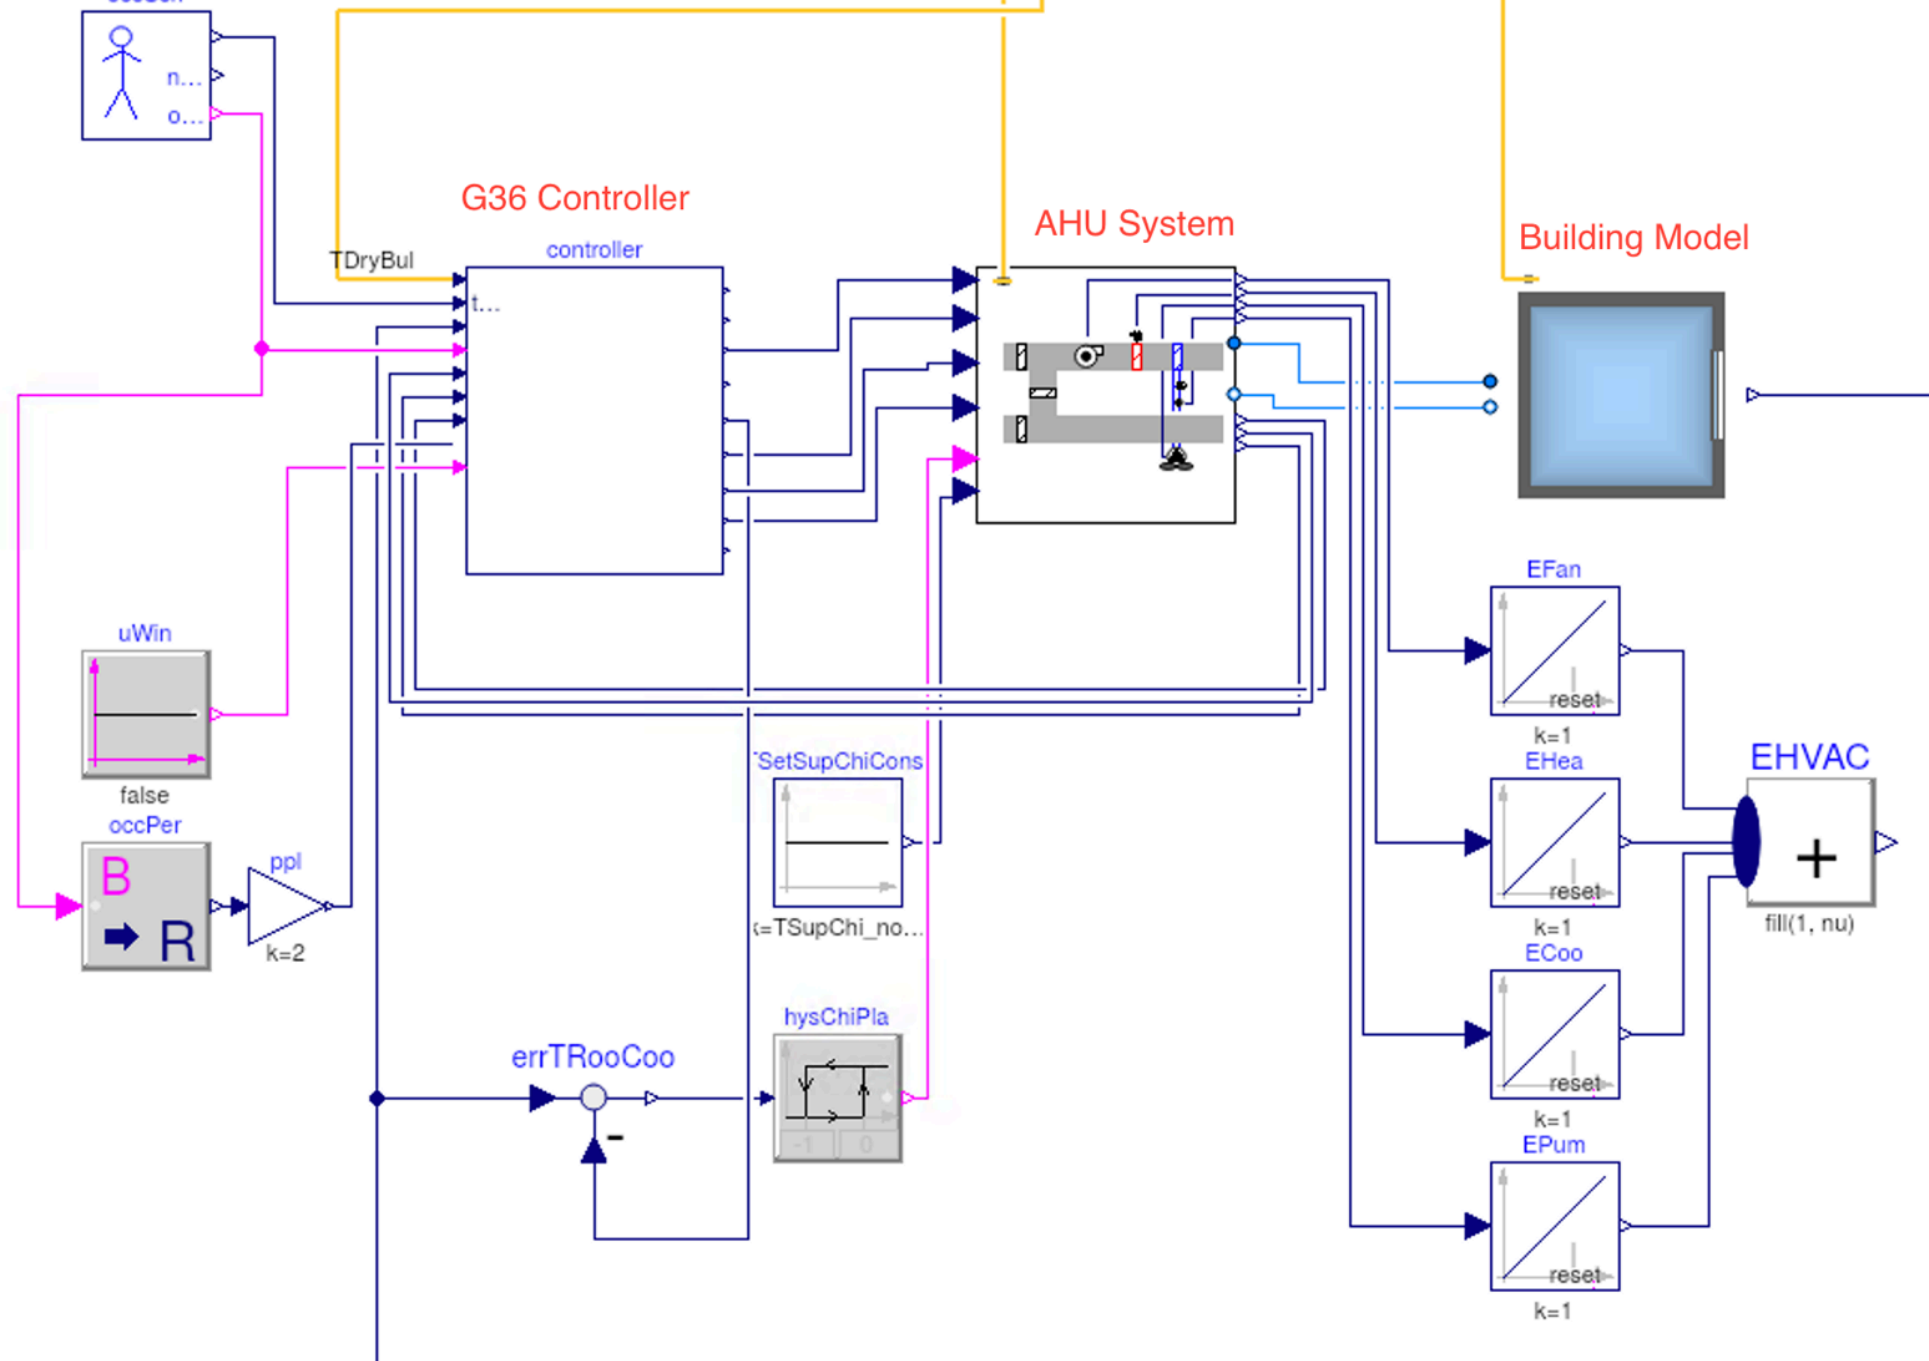 n...
o...
G36 Controller
AHU System
Building Model
TDryBul
controller
t...
uWin
false
occPer
B
R
ppl
k=2
SetSupChiCons
k=TSupChi_no...
errTRooCoo
-
hysChiPla
-1
0
EFan
reset
k=1
EHea
reset
k=1
ECoo
reset
k=1
EPum
reset
k=1
EHVAC
+
fill(1, nu)